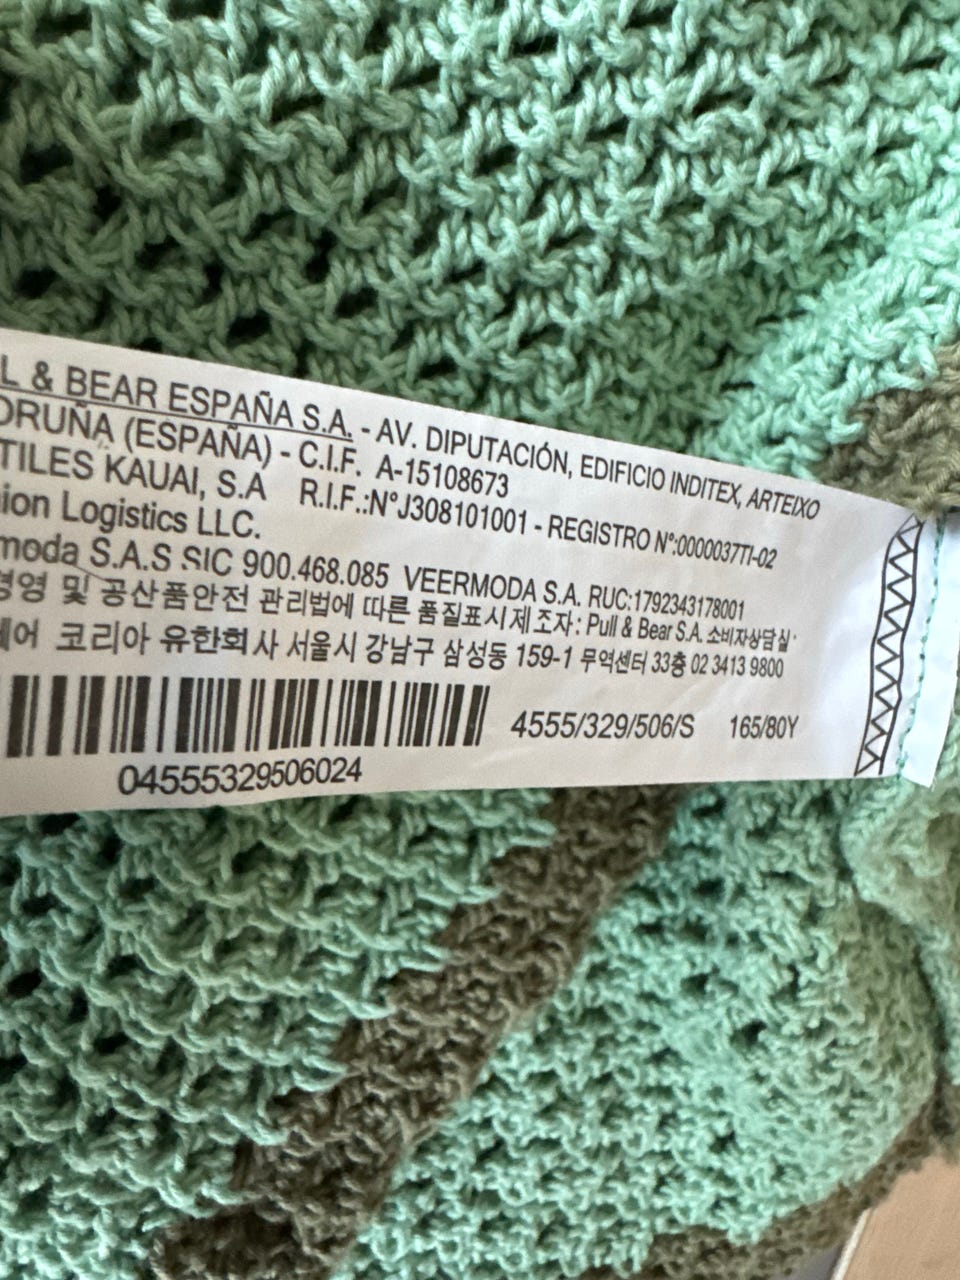 L & BEAR ESPAÑA S.A. - AV. DIPUTACIÓN, EDIFICIO INDITEX, ARTEIXO
ORUÑA (ESPAÑA) - C.I.F. A-15108673
TILES KAUAI, S.A R.I.F.:N°J308101001 - REGISTRO N°:0000037TI-02
ion Logistics LLC.
moda S.A.S SIC 900.468.085 VEERMODA S.A. RUC:1792343178001
경영 및 공산품안전 관리법에 따른 품질표시제조자: Pull & Bear S.A. 소비자상담실·
웨어 코리아 유한회사 서울시 강남구 삼성동 159-1 무역센터 33층 02 3413 9800
4555/329/506/S 165/80Y
04555329506024